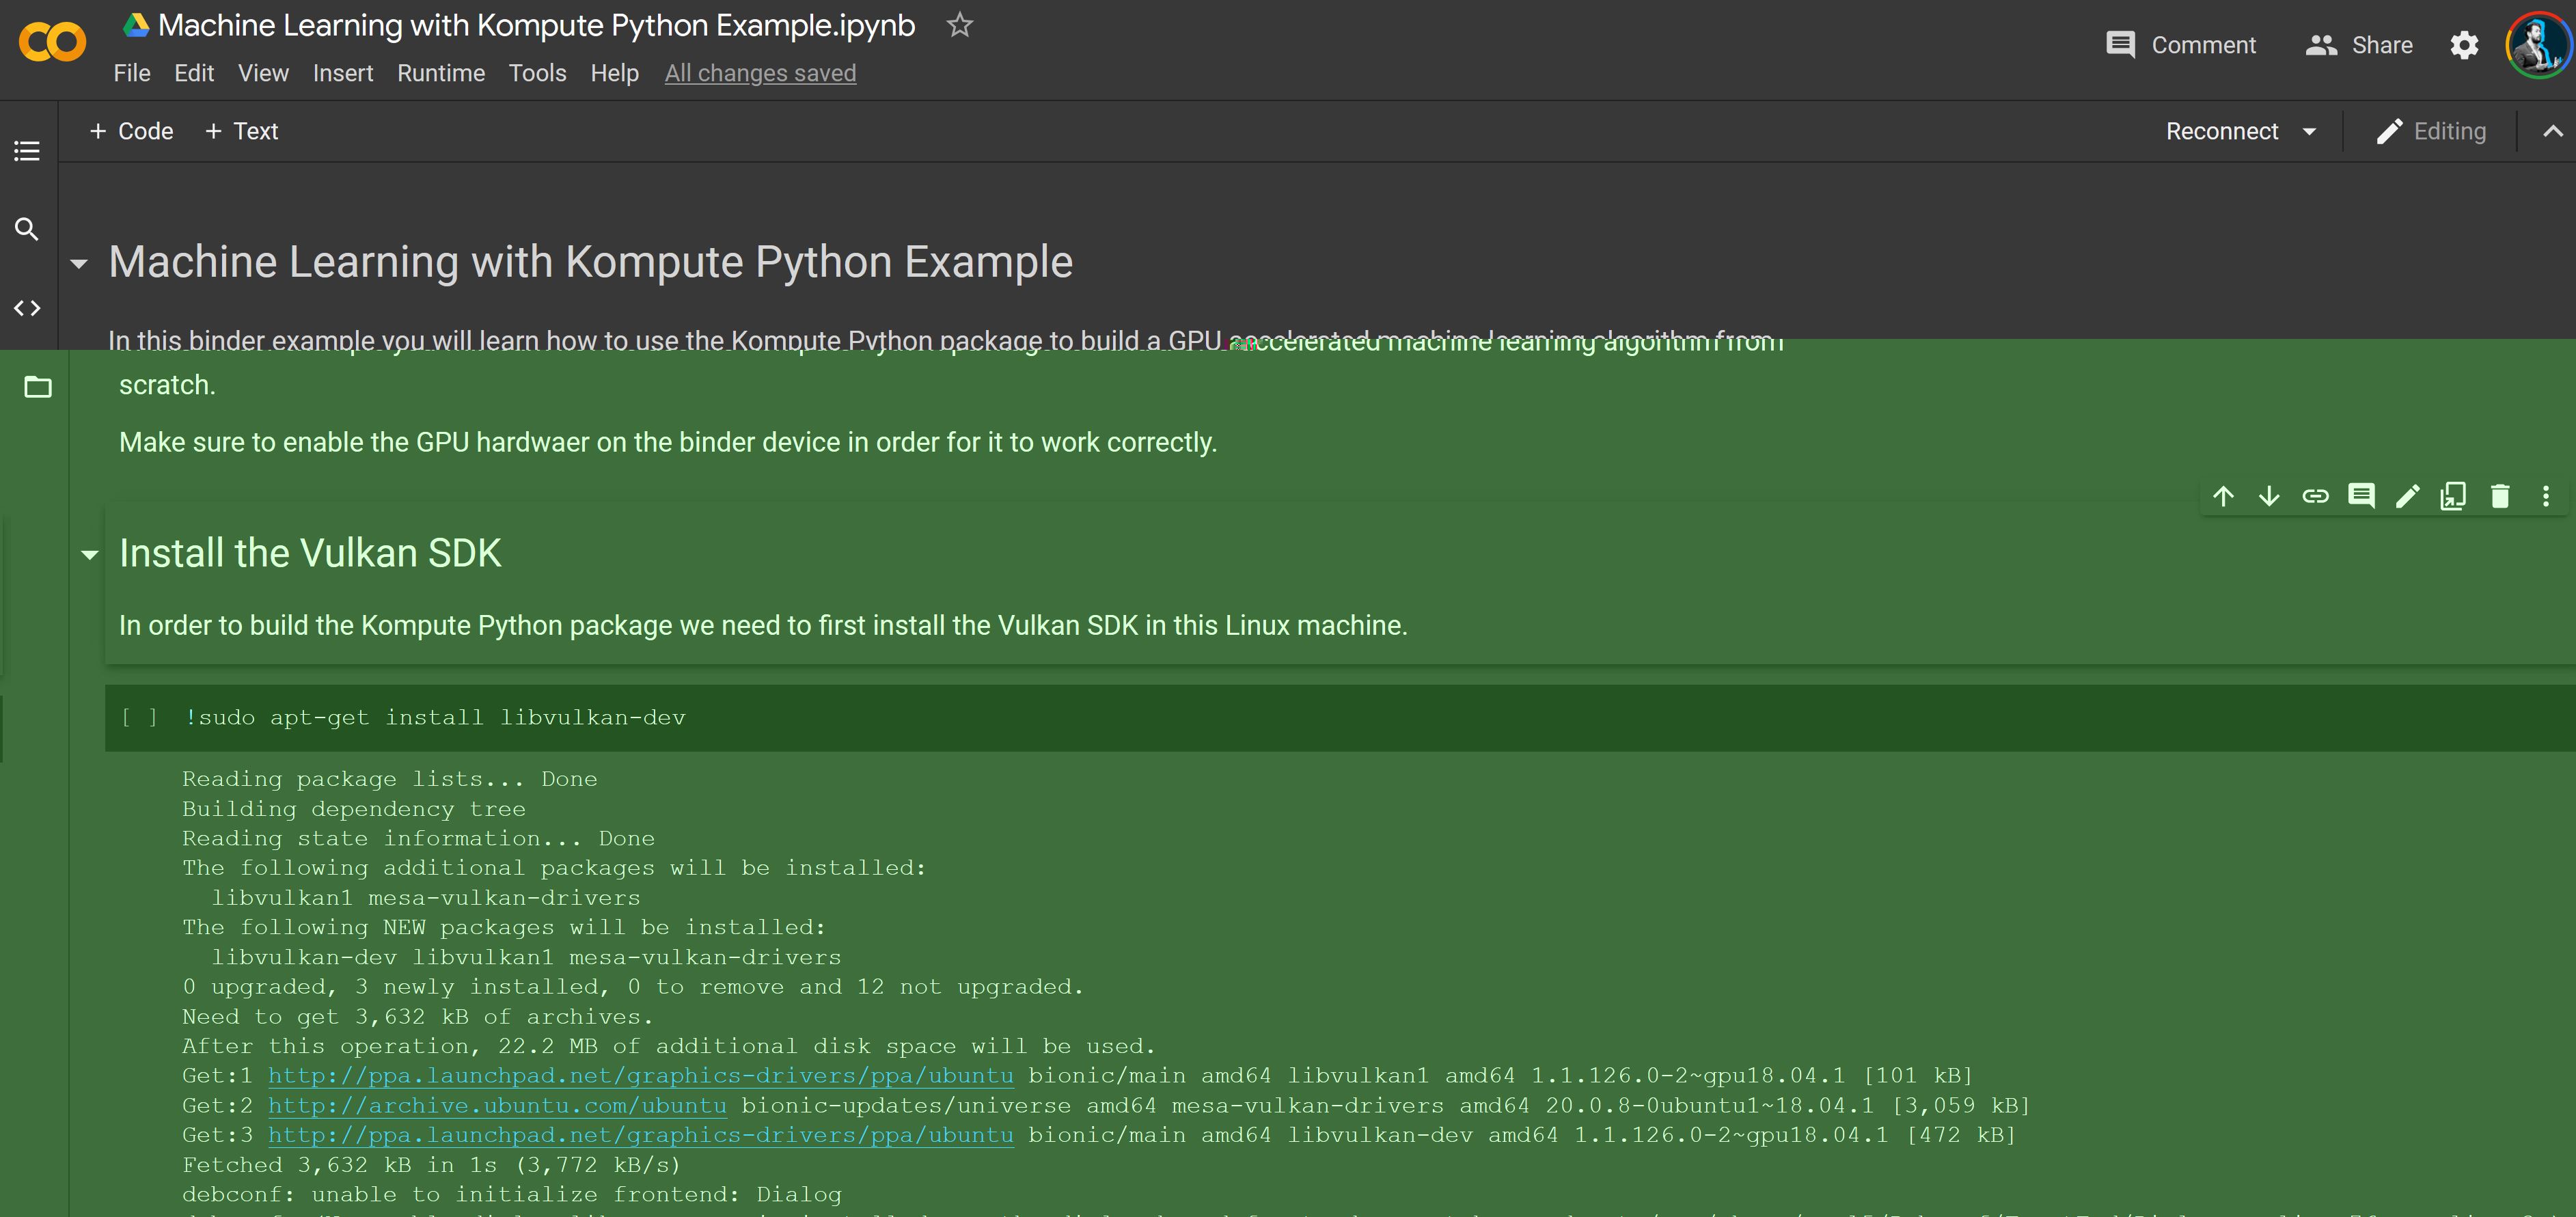 Machine Learning with Kompute Python Example.ipynb
File Edit View Insert Runtime Tools Help All changes saved
Comment Share
+ Code + Text
Reconnect Editing
Machine Learning with Kompute Python Example
In this binder example you will learn how to use the Kompute Python package to build a GPU accelerated machine learning algorithm from
scratch.
Make sure to enable the GPU hardwaer on the binder device in order for it to work correctly.
Install the Vulkan SDK
In order to build the Kompute Python package we need to first install the Vulkan SDK in this Linux machine.
[ ] !sudo apt-get install libvulkan-dev
Reading package lists... Done
Building dependency tree
Reading state information... Done
The following additional packages will be installed:
libvulkan1 mesa-vulkan-drivers
The following NEW packages will be installed:
libvulkan-dev libvulkan1 mesa-vulkan-drivers
0 upgraded, 3 newly installed, 0 to remove and 12 not upgraded.
Need to get 3,632 kB of archives.
After this operation, 22.2 MB of additional disk space will be used.
Get:1 http://ppa.launchpad.net/graphics-drivers/ppa/ubuntu bionic/main amd64 libvulkan1 amd64 1.1.126.0-2~gpu18.04.1 [101 kB]
Get:2 http://archive.ubuntu.com/ubuntu bionic-updates/universe amd64 mesa-vulkan-drivers amd64 20.0.8-0ubuntu1~18.04.1 [3,059 kB]
Get:3 http://ppa.launchpad.net/graphics-drivers/ppa/ubuntu bionic/main amd64 libvulkan-dev amd64 1.1.126.0-2~gpu18.04.1 [472 kB]
Fetched 3,632 kB in 1s (3,772 kB/s)
debconf: unable to initialize frontend: Dialog